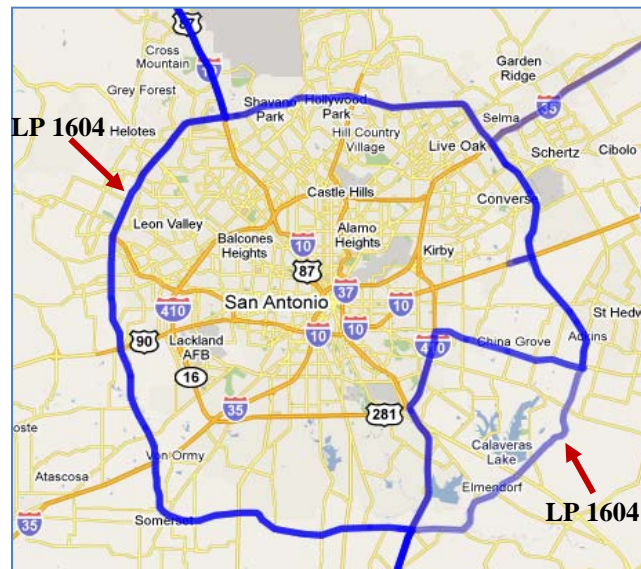 87
Cross
Mountain
10
Garden
Ridge
Grey Forest
Shavano
Park
Hollywood
Park
35
Selma
LP 1604
Helotes
Hill Country
Village
Live Oak
Schertz
Cibolo
Castle Hills
Converse
Leon Valley
Balcones
Heights
Alamo
Heights
Kirby
10
87
37
410
San Antonio
10
10
10
St Hedw
Adkins
90
Lackland
AFB
410
China Grove
16
35
281
Calaveras
Lake
Von Ormy
Atascosa
Elmendorf
LP 1604
Somerset
35